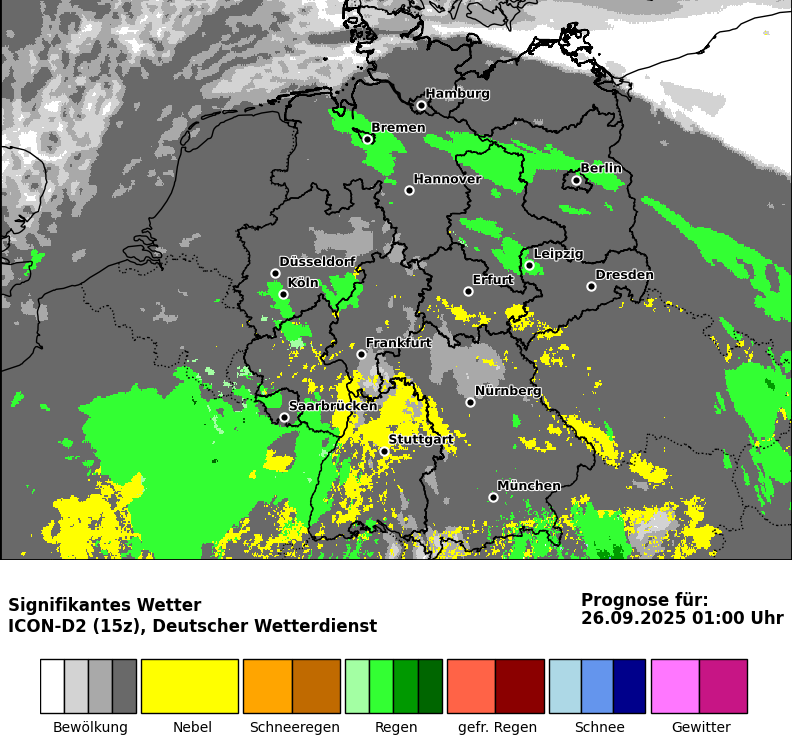 Hamburg
Bremen
Berlin
Hannover
Leipzig
Düsseldorf
Dresden
Köln
Erfurt
Frankfurt
Nürnberg
Saarbrücken
Stuttgart
München
Signifikantes Wetter
ICON-D2 (15z), Deutscher Wetterdienst
Prognose für:
26.09.2025 01:00 Uhr
Bewölkung
Nebel
Schneeregen
Regen
gefr. Regen
Schnee
Gewitter